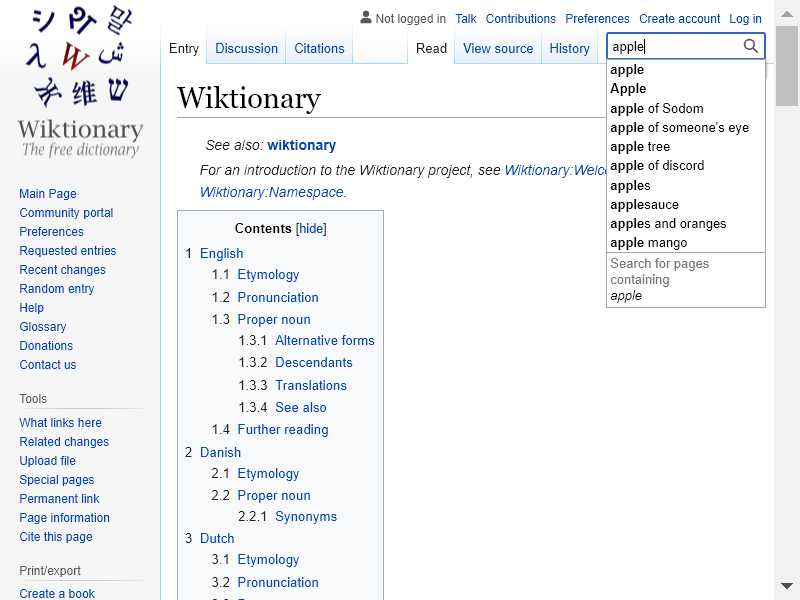 Not logged in Talk Contributions Preferences Create account Log in
Entry Discussion Citations Read View source History apple
apple
Apple
apple of Sodom
apple of someone's eye
apple tree
apple of discord
apples
applesauce
apples and oranges
apple mango
Search for pages
containing
apple
シ Яק 말
λ W ش
維 ש
Wiktionary
The free dictionary
Main Page
Community portal
Preferences
Requested entries
Recent changes
Random entry
Help
Glossary
Donations
Contact us
Tools
What links here
Related changes
Upload file
Special pages
Permanent link
Page information
Cite this page
Print/export
Create a book
Wiktionary
See also: wiktionary
For an introduction to the Wiktionary project, see Wiktionary:Welc
Wiktionary:Namespace.
Contents [hide]
1 English
1.1 Etymology
1.2 Pronunciation
1.3 Proper noun
1.3.1 Alternative forms
1.3.2 Descendants
1.3.3 Translations
1.3.4 See also
1.4 Further reading
2 Danish
2.1 Etymology
2.2 Proper noun
2.2.1 Synonyms
3 Dutch
3.1 Etymology
3.2 Pronunciation